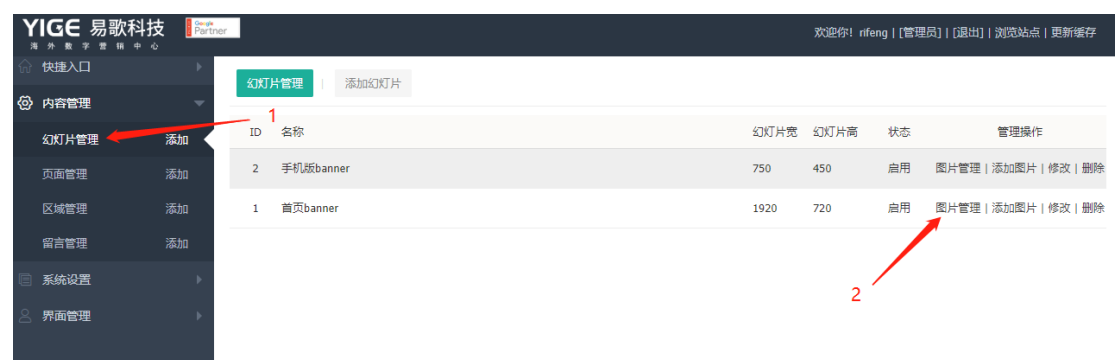 YIGE 易歌科技
海外数字营销中心
Google
Partner
欢迎你！rifeng | [管理员] | [退出] | 浏览站点 | 更新缓存
快捷入口
内容管理
幻灯片管理 添加
页面管理 添加
区域管理 添加
留言管理 添加
系统设置
界面管理
幻灯片管理 | 添加幻灯片
1
ID 名称 幻灯片宽 幻灯片高 状态 管理操作
2 手机版banner 750 450 启用 图片管理 | 添加图片 | 修改 | 删除
1 首页banner 1920 720 启用 图片管理 | 添加图片 | 修改 | 删除
2